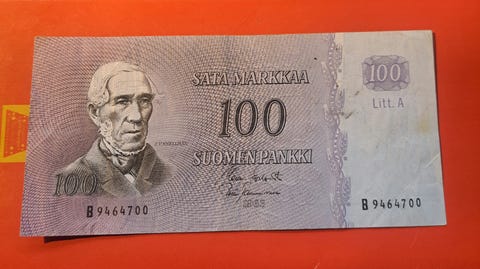 SATA MARKKAA
100
Litt. A
100
SUOMEN PANKKI
100
1963
B 9464700
B 9464700